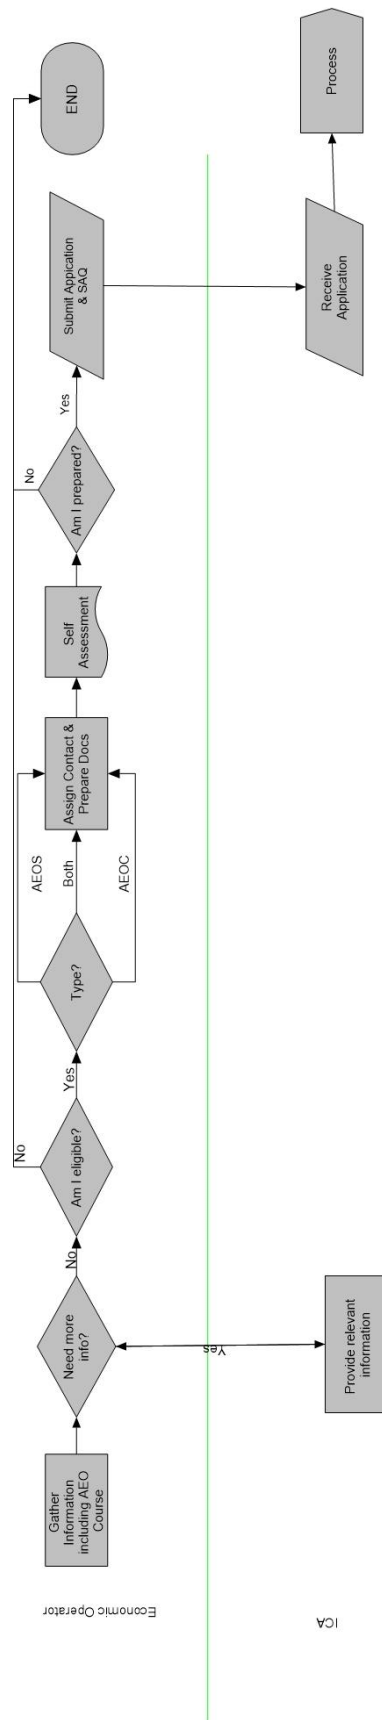 Economic Operator
Gather
Information
including AEO
Course
Need more
info?
No
Yes
Am I eligible?
No
Yes
Type?
AEOS
Both
AEOC
Assign Contact &
Prepare Docs
Self
Assessment
Am I prepared?
No
Yes
Submit Appication
& SAQ
END
ICA
Provide relevant
information
Receive
Application
Process